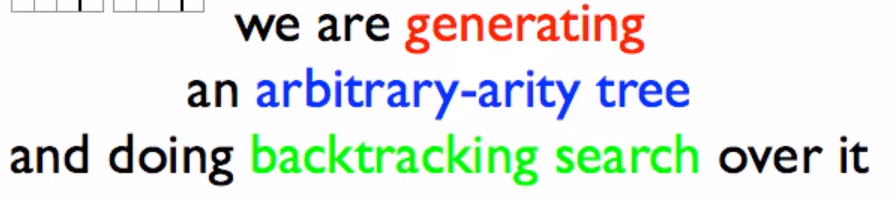 we are generating
an arbitrary-arity tree
and doing backtracking search over it